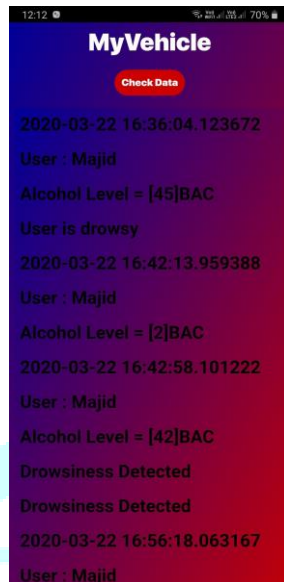 12:12
70%
MyVehicle
Check Data
2020-03-22 16:36:04.123672
User : Majid
Alcohol Level = [45]BAC
User is drowsy
2020-03-22 16:42:13.959388
User : Majid
Alcohol Level = [2]BAC
2020-03-22 16:42:58.101222
User : Majid
Alcohol Level = [42]BAC
Drowsiness Detected
Drowsiness Detected
2020-03-22 16:56:18.063167
User : Majid